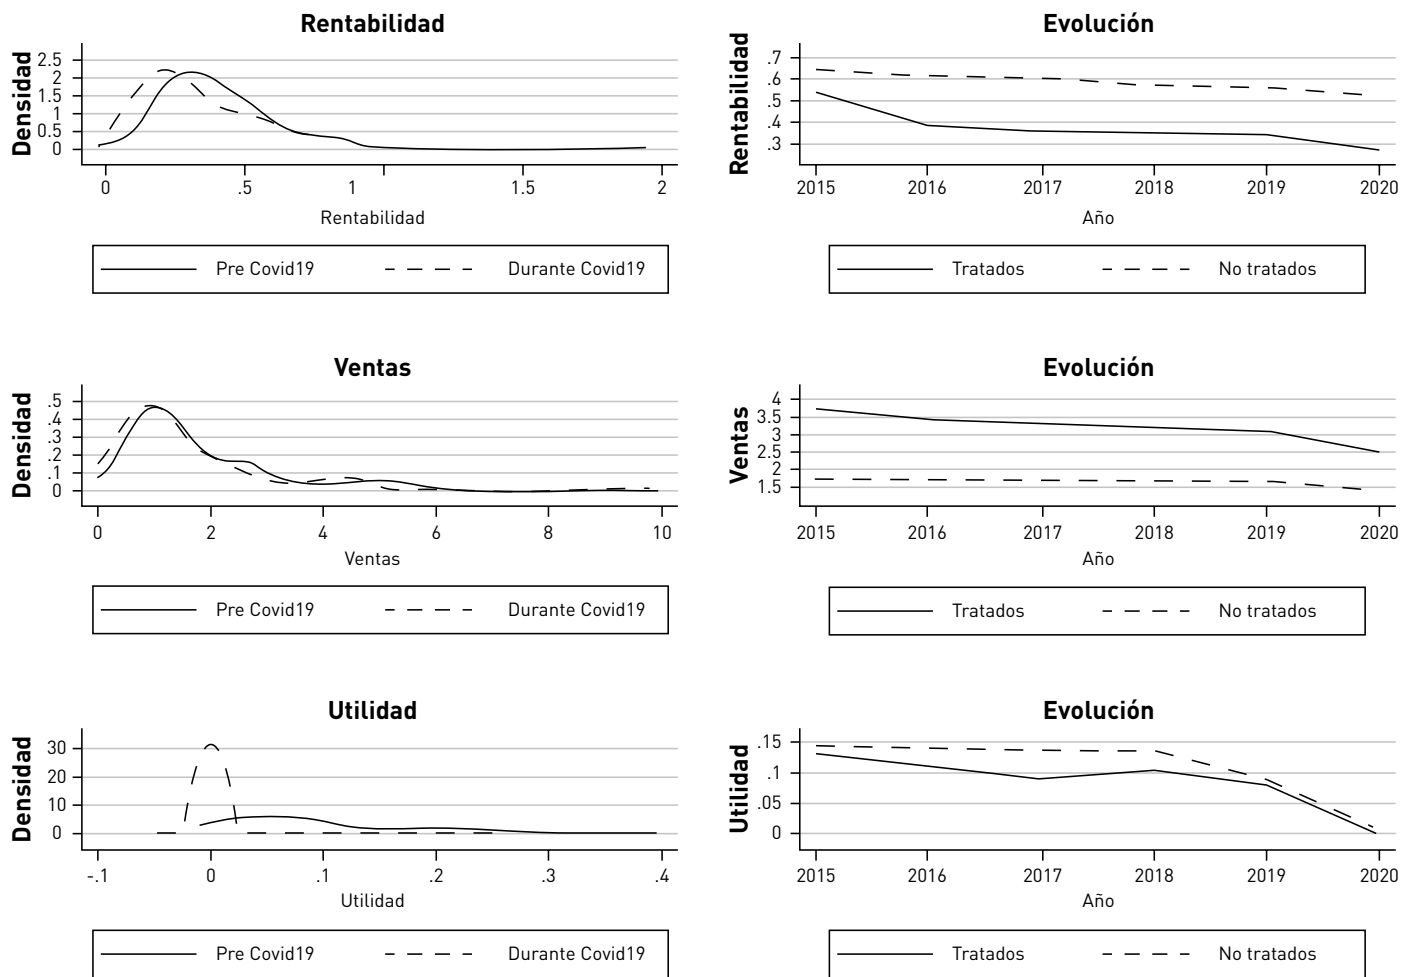 Rentabilidad
Densidad
2.5
2
1.5
1
0.5
0
0 .5 1 1.5 2
Rentabilidad
Pre Covid19 Durante Covid19
Evolución
Rentabilidad
.7
.6
.5
.4
.3
2015 2016 2017 2018 2019 2020
Año
Tratados No tratados
Ventas
Densidad
.5
.4
.3
.2
.1
0
0 2 4 6 8 10
Ventas
Pre Covid19 Durante Covid19
Evolución
Ventas
4
3.5
3
2.5
2
1.5
2015 2016 2017 2018 2019 2020
Año
Tratados No tratados
Utilidad
Densidad
30
20
10
0
-.1 0 .1 .2 .3 .4
Utilidad
Pre Covid19 Durante Covid19
Evolución
Utilidad
.15
.1
.05
0
2015 2016 2017 2018 2019 2020
Año
Tratados No tratados